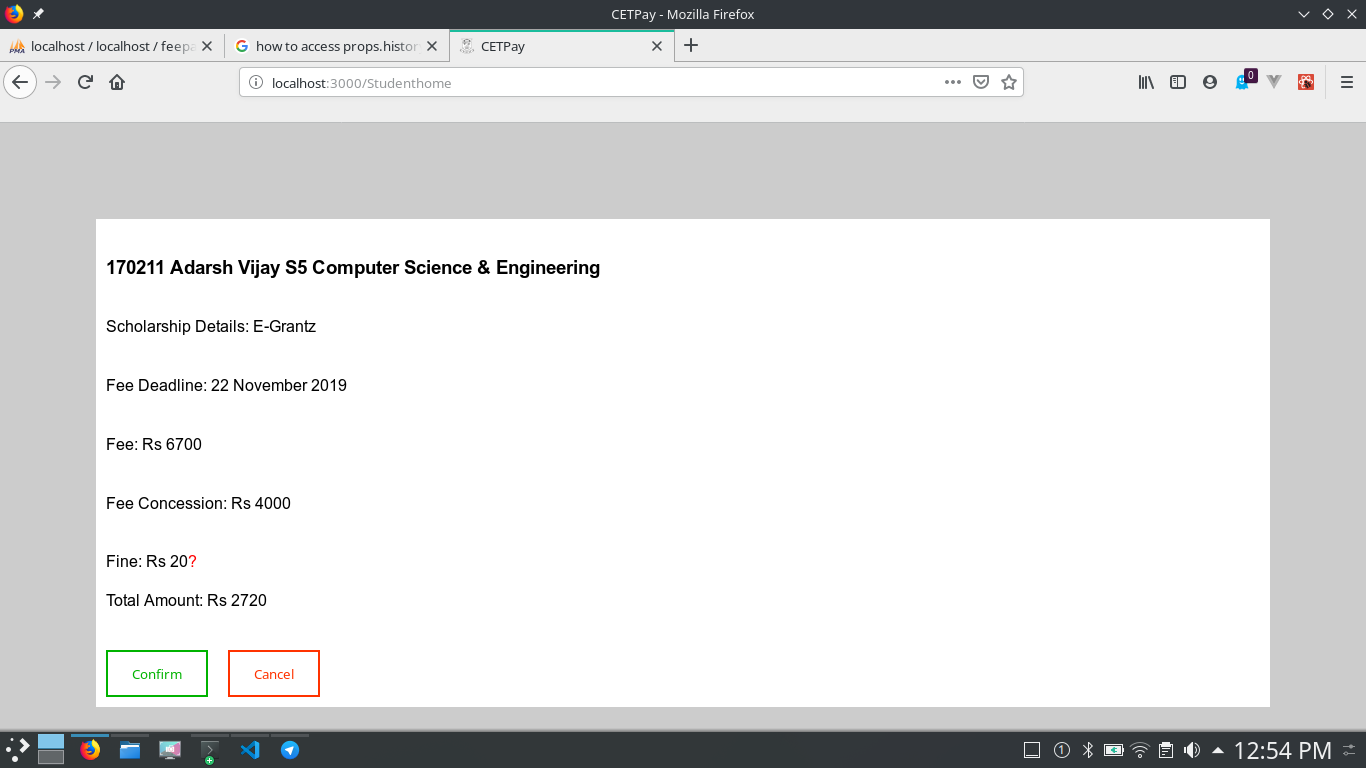 CETPay - Mozilla Firefox
localhost / localhost / feepa
how to access props.histor
CETPay
localhost:3000/Studenthome
0
170211 Adarsh Vijay S5 Computer Science & Engineering
Scholarship Details: E-Grantz
Fee Deadline: 22 November 2019
Fee: Rs 6700
Fee Concession: Rs 4000
Fine: Rs 20?
Total Amount: Rs 2720
Confirm Cancel
1 12:54 PM